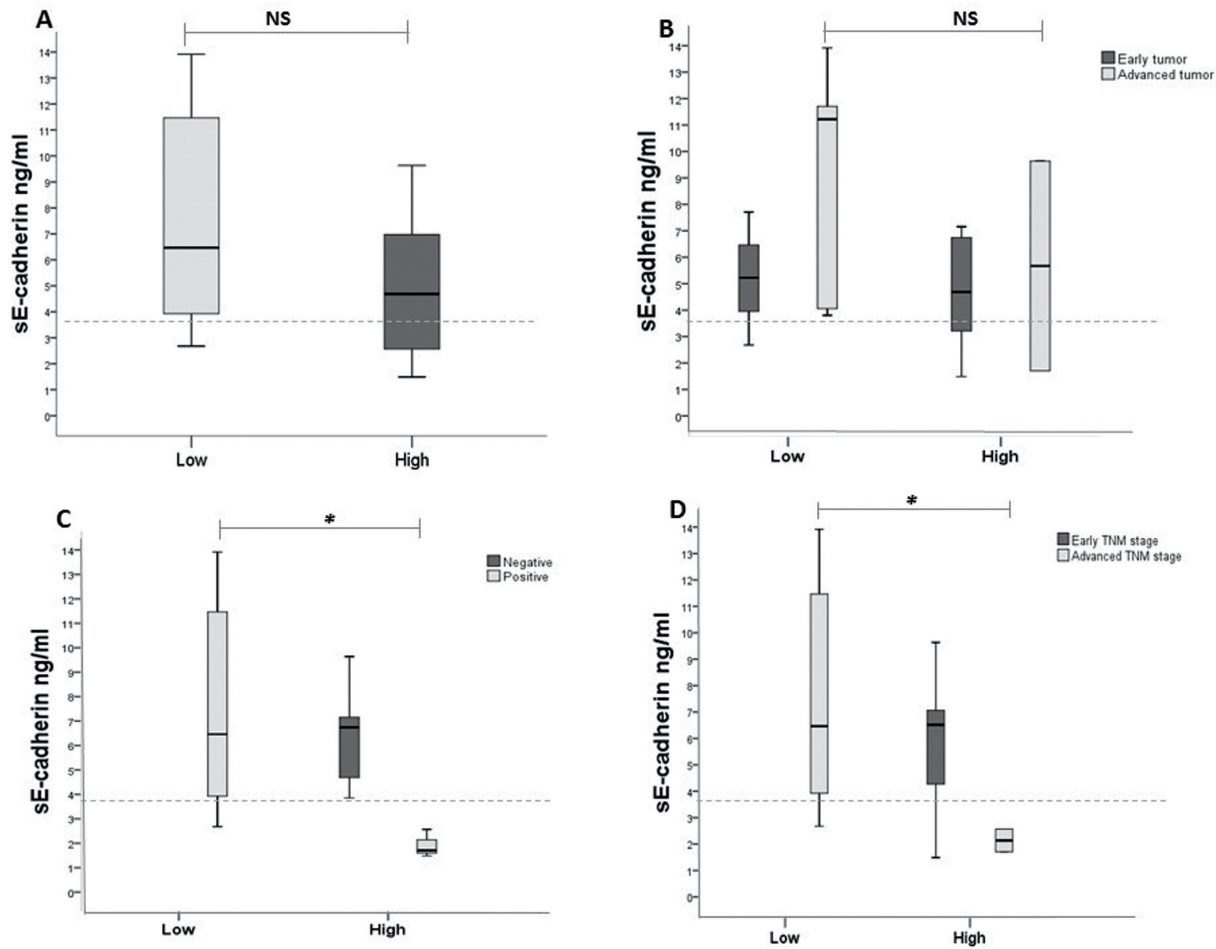 A
NS
sE-cadherin ng/ml
14
13
12
11
10
9
8
7
6
5
4
3
2
1
0
Low
High
B
NS
Early tumor
Advanced tumor
sE-cadherin ng/ml
14
13
12
11
10
9
8
7
6
5
4
3
2
1
0
Low
High
C
*
Negative
Positive
sE-cadherin ng/ml
14
13
12
11
10
9
8
7
6
5
4
3
2
1
0
Low
High
D
*
Early TNM stage
Advanced TNM stage
sE-cadherin ng/ml
14
13
12
11
10
9
8
7
6
5
4
3
2
1
0
Low
High